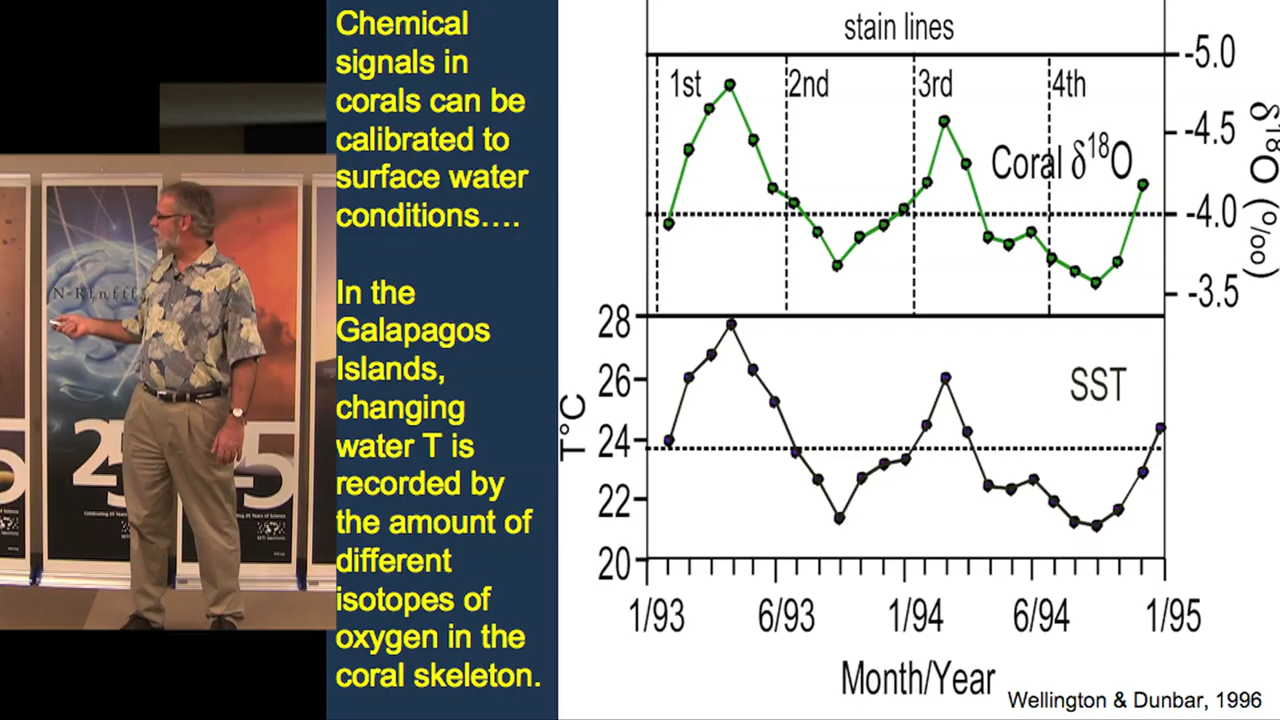 Chemical
signals in
corals can be
calibrated to
surface water
conditions….
In the
Galapagos
Islands,
changing
water T is
recorded by
the amount of
different
isotopes of
oxygen in the
coral skeleton.
stain lines
1st 2nd 3rd 4th
Coral δ¹⁸O
-5.0
-4.5
-4.0
-3.5
δ¹⁸O (‰)
28
26
24
22
20
T°C
SST
1/93 6/93 1/94 6/94 1/95
Month/Year
Wellington & Dunbar, 1996
25